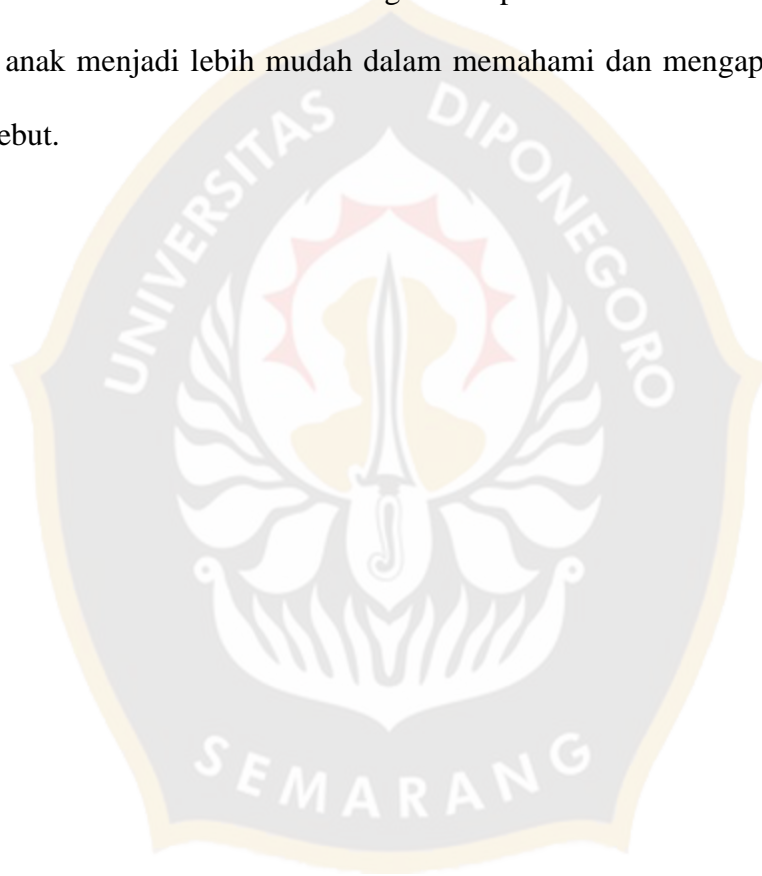 anak menjadi lebih mudah dalam memahami dan mengap
ebut.
UNIVERSITAS DIPONEGORO
SEMARANG